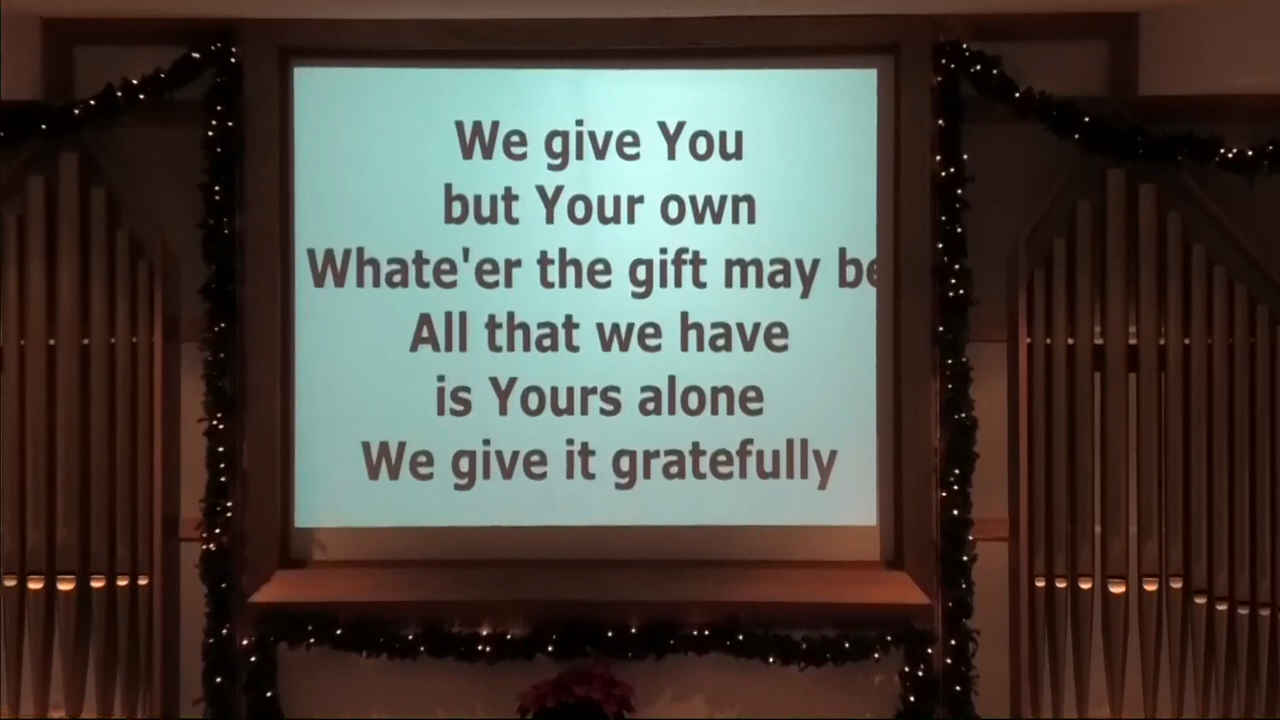 We give You
but Your own
Whate'er the gift may be
All that we have
is Yours alone
We give it gratefully